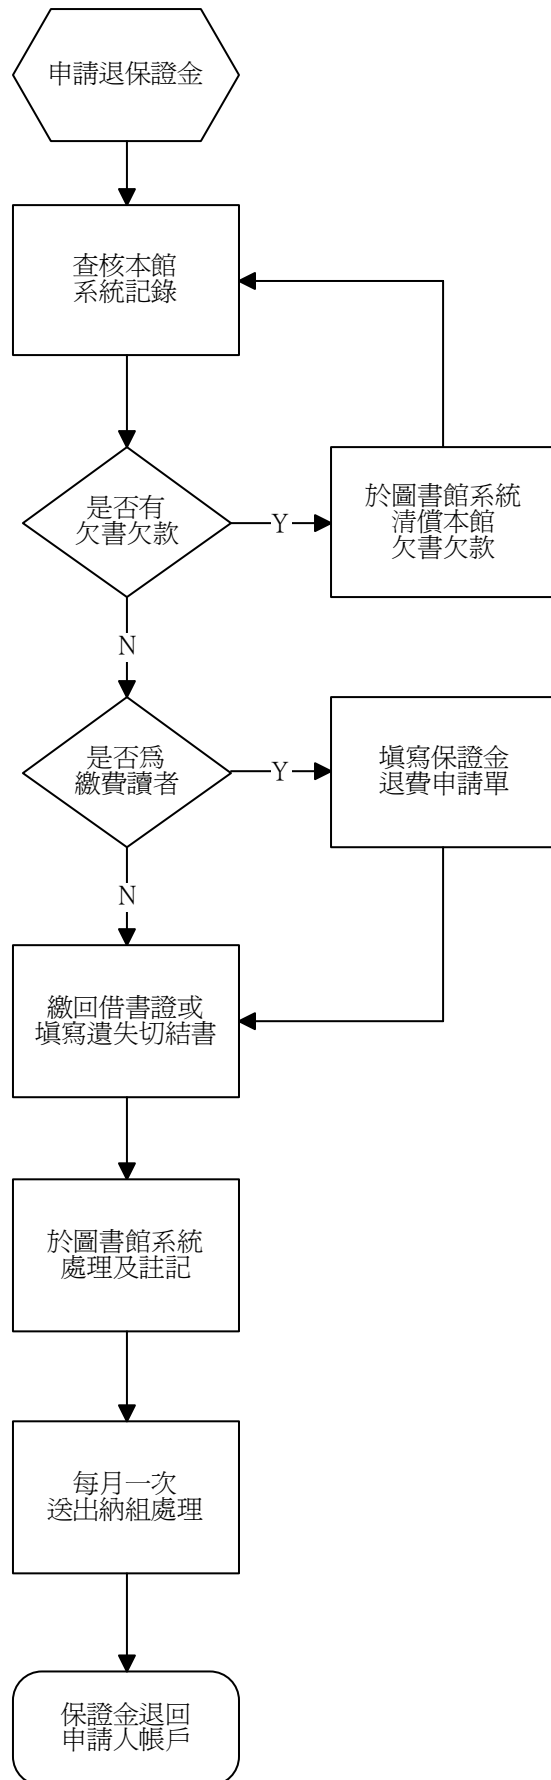 申請退保證金
查核本館
系統記錄
是否有
欠書欠款
Y
於圖書館系統
清償本館
欠書欠款
N
是否為
繳費讀者
Y
填寫保證金
退費申請單
N
繳回借書證或
填寫遺失切結書
於圖書館系統
處理及註記
每月一次
送出納組處理
保證金退回
申請人帳戶